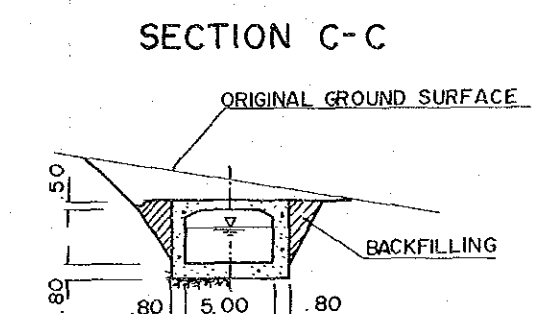 SECTION C-C
ORIGINAL GROUND SURFACE
.50
BACKFILLING
.80
.80 5.00 .80